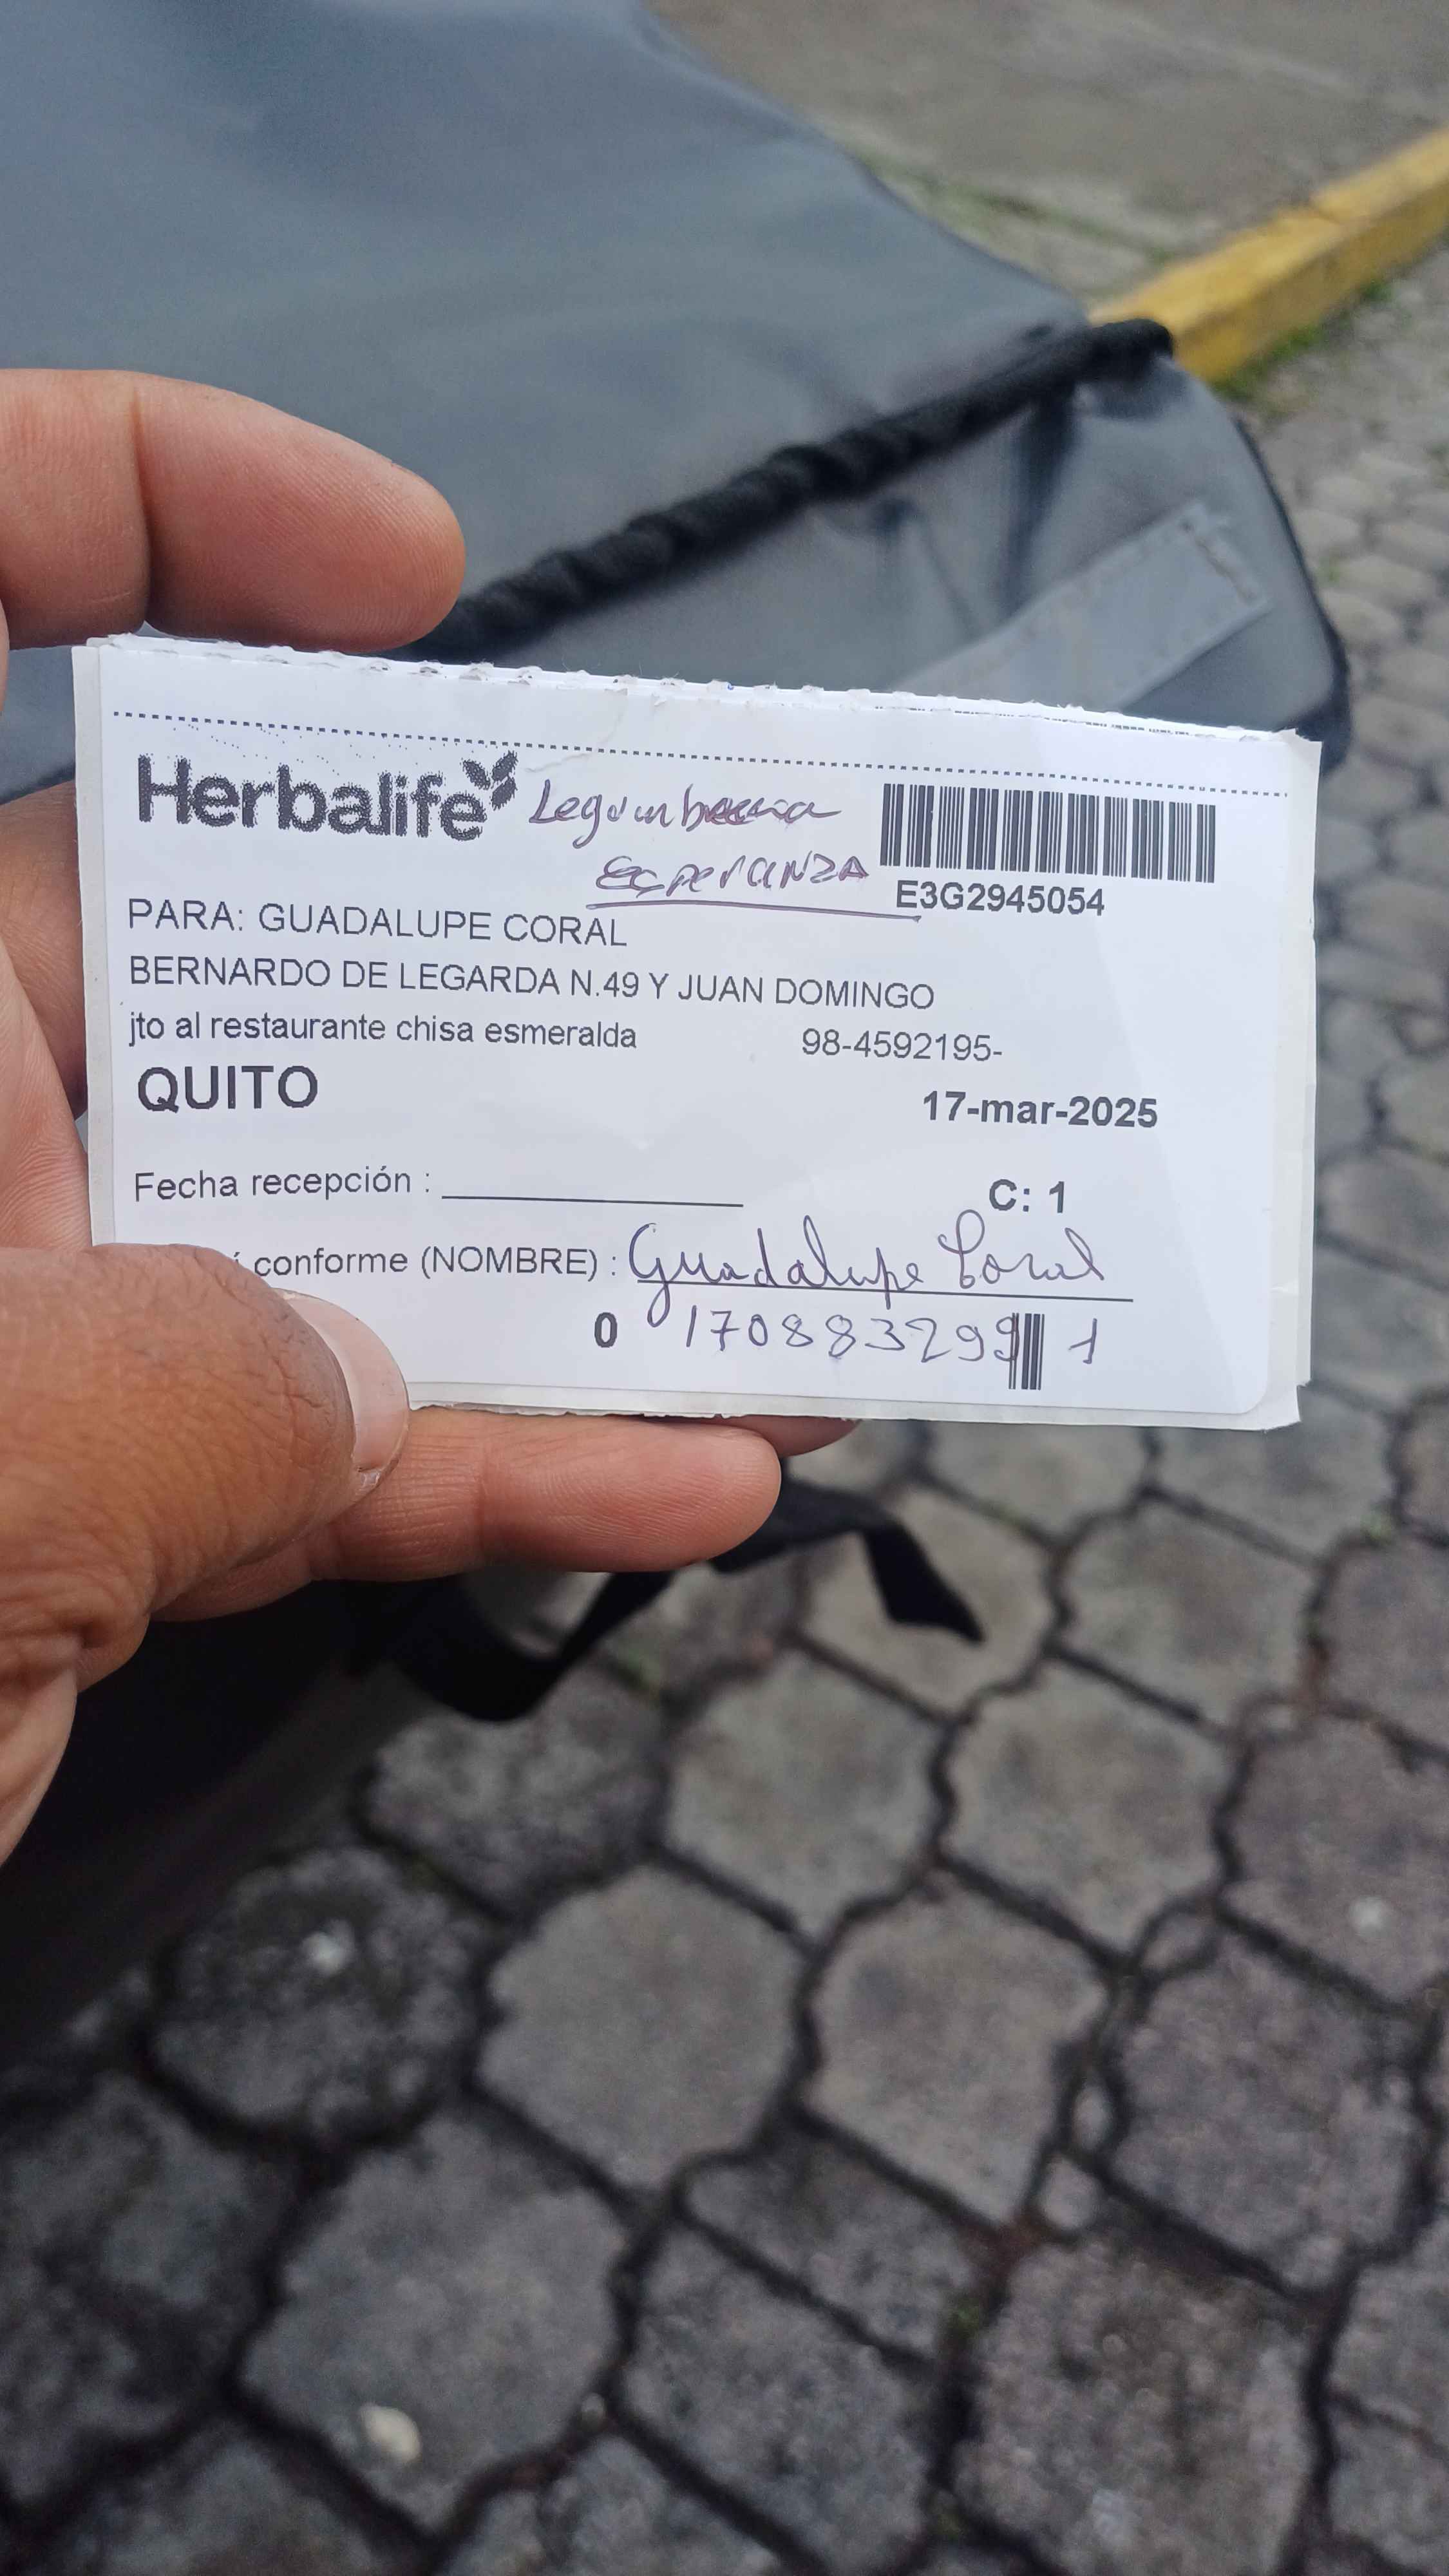 Herbalife
Esperanza
E3G2945054
PARA: GUADALUPE CORAL
BERNARDO DE LEGARDA N.49 Y JUAN DOMINGO
jto al restaurante chisa esmeralda 98-4592195-
QUITO 17-mar-2025
Fecha recepción :
C: 1
conforme (NOMBRE) : Guadalupe Coral
0 170883299 1